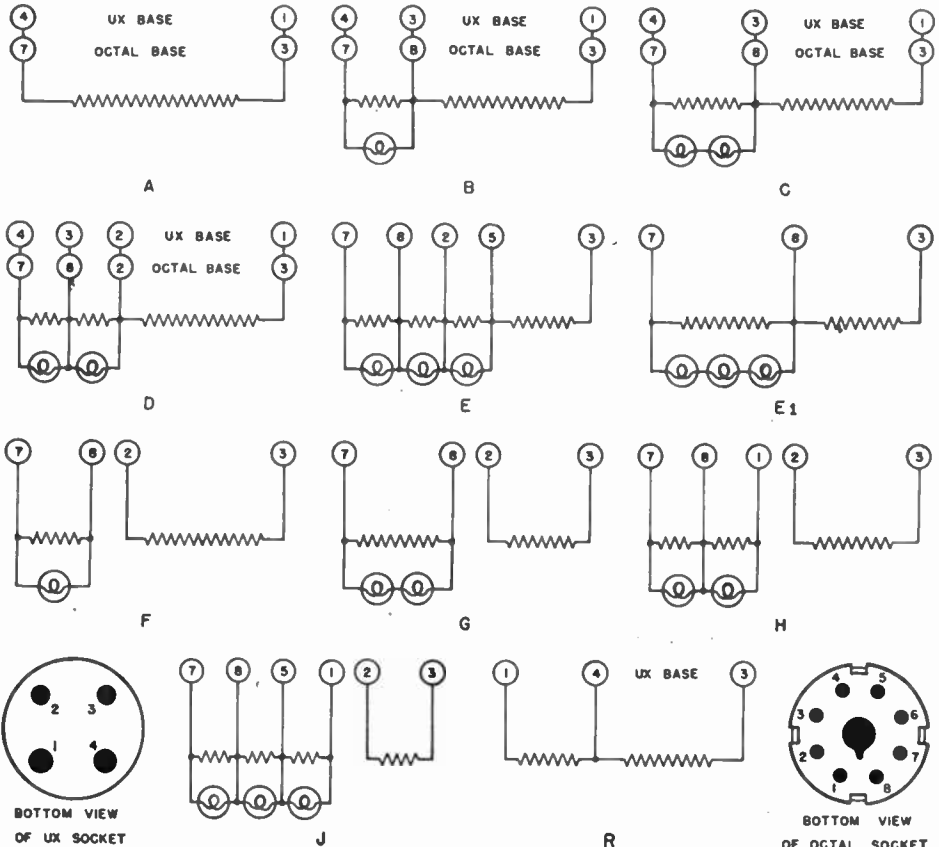 4 1 4 3 1 4 3 1
UX BASE UX BASE UX BASE
7 3 7 8 3 7 8 3
OCTAL BASE OCTAL BASE OCTAL BASE
A B C
4 3 2 UX BASE 1 7 8 2 5 3 7 8 3
7 8 2 OCTAL BASE 3
D E E1
7 8 2 3 7 8 2 3 7 8 1 2 3
F G H
7 8 5 1 2 3 1 4 UX BASE 3
2 3
1 4
BOTTOM VIEW
OF UX SOCKET
J R
4 5
3 6
2 7
1 8
BOTTOM VIEW
OF OCTAL SOCKET